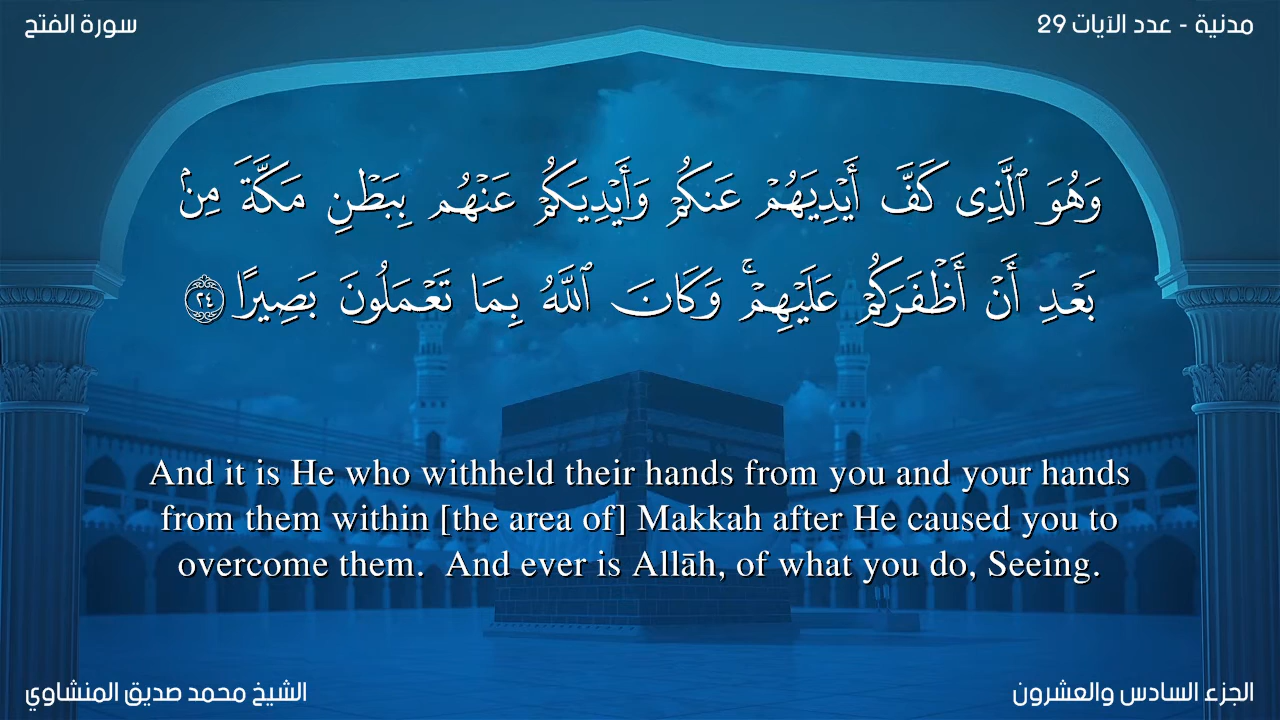 مدنية - عدد الآيات 29
سورة الفتح
وَهُوَ ٱلَّذِى كَفَّ أَيْدِيَهُمْ عَنكُمْ وَأَيْدِيَكُمْ عَنْهُم بِبَطْنِ مَكَّةَ مِنۢ
بَعْدِ أَنْ أَظْفَرَكُمْ عَلَيْهِمْ ۚ وَكَانَ ٱللَّهُ بِمَا تَعْمَلُونَ بَصِيرًا ٢٤
And it is He who withheld their hands from you and your hands
from them within [the area of] Makkah after He caused you to
overcome them.  And ever is Allāh, of what you do, Seeing.
الجزء السادس والعشرون
الشيخ محمد صديق المنشاوي